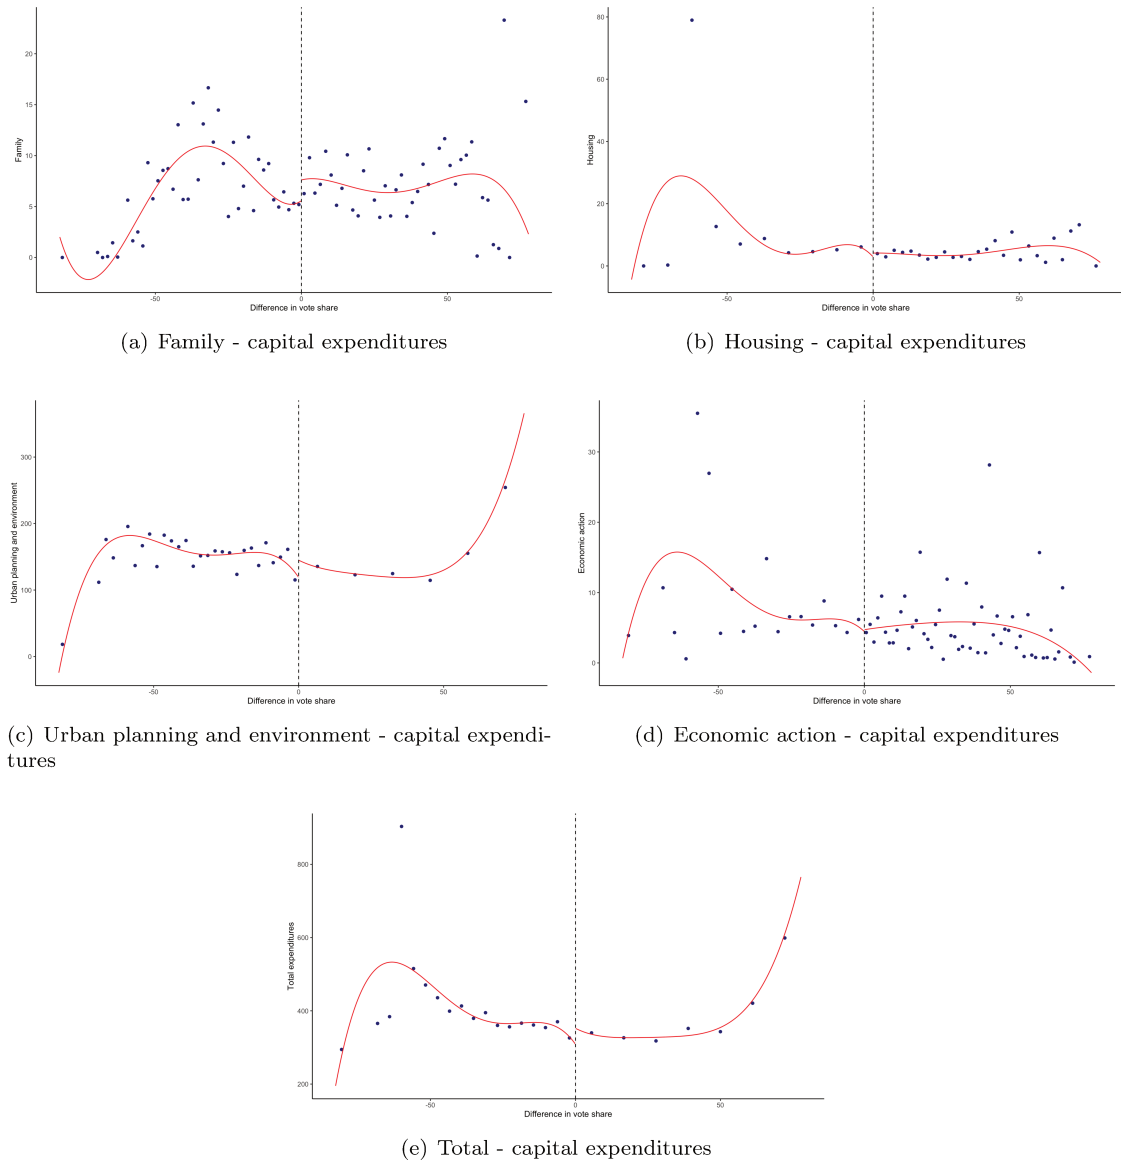 Family
20
15
10
5
0
-50
0
50
Difference in vote share
(a) Family - capital expenditures
Housing
80
60
40
20
0
-50
0
50
Difference in vote share
(b) Housing - capital expenditures
Urban planning and environment
300
200
100
0
-50
0
50
Difference in vote share
(c) Urban planning and environment - capital expendi-
tures
Economic action
30
20
10
0
-50
0
50
Difference in vote share
(d) Economic action - capital expenditures
Total expenditures
800
600
400
200
-50
0
50
Difference in vote share
(e) Total - capital expenditures